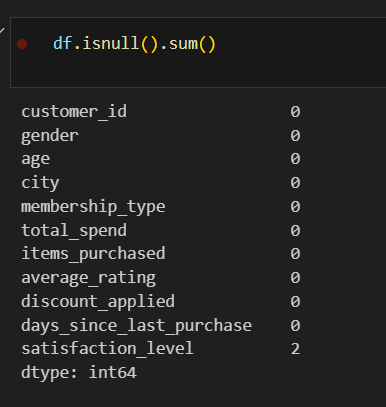 df.isnull().sum()
customer_id 0
gender 0
age 0
city 0
membership_type 0
total_spend 0
items_purchased 0
average_rating 0
discount_applied 0
days_since_last_purchase 0
satisfaction_level 2
dtype: int64